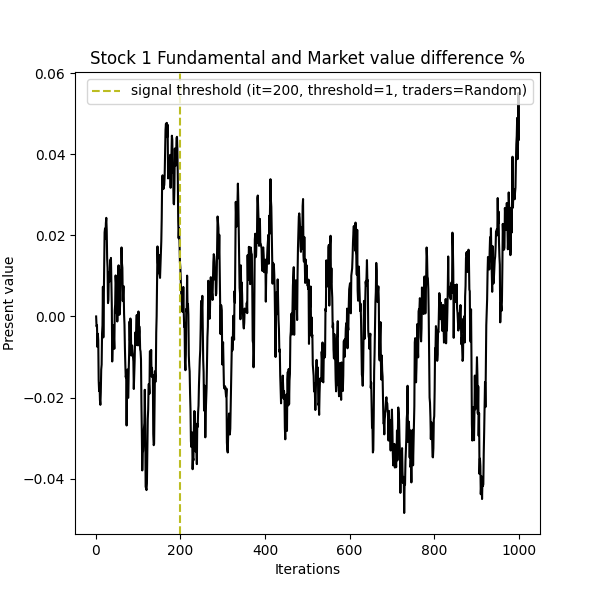 Stock 1 Fundamental and Market value difference %
signal threshold (it=200, threshold=1, traders=Random)
0.06
0.04
0.02
0.00
−0.02
−0.04
Present value
0 200 400 600 800 1000
Iterations